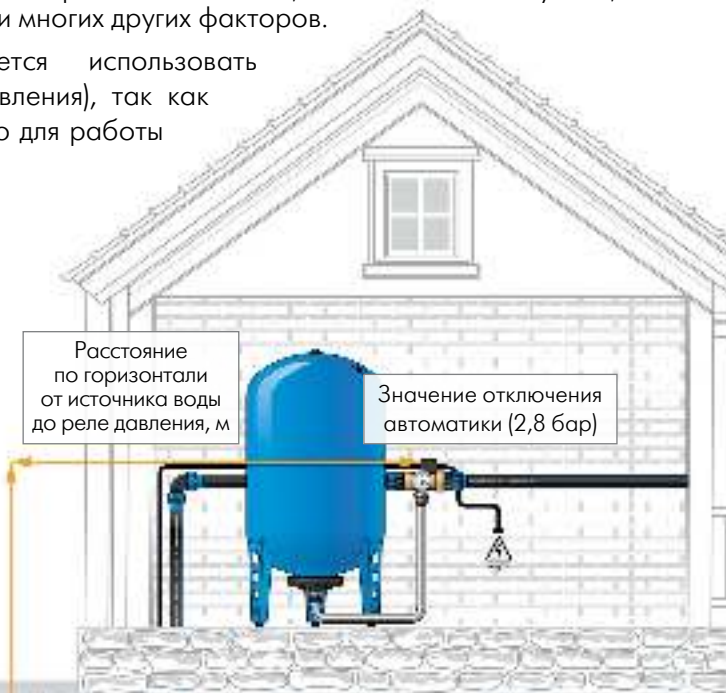 и многих других факторов.
ется использовать
вления), так как
о для работы
Расстояние
по горизонтали
от источника воды
до реле давления, м
Значение отключения
автоматики (2,8 бар)